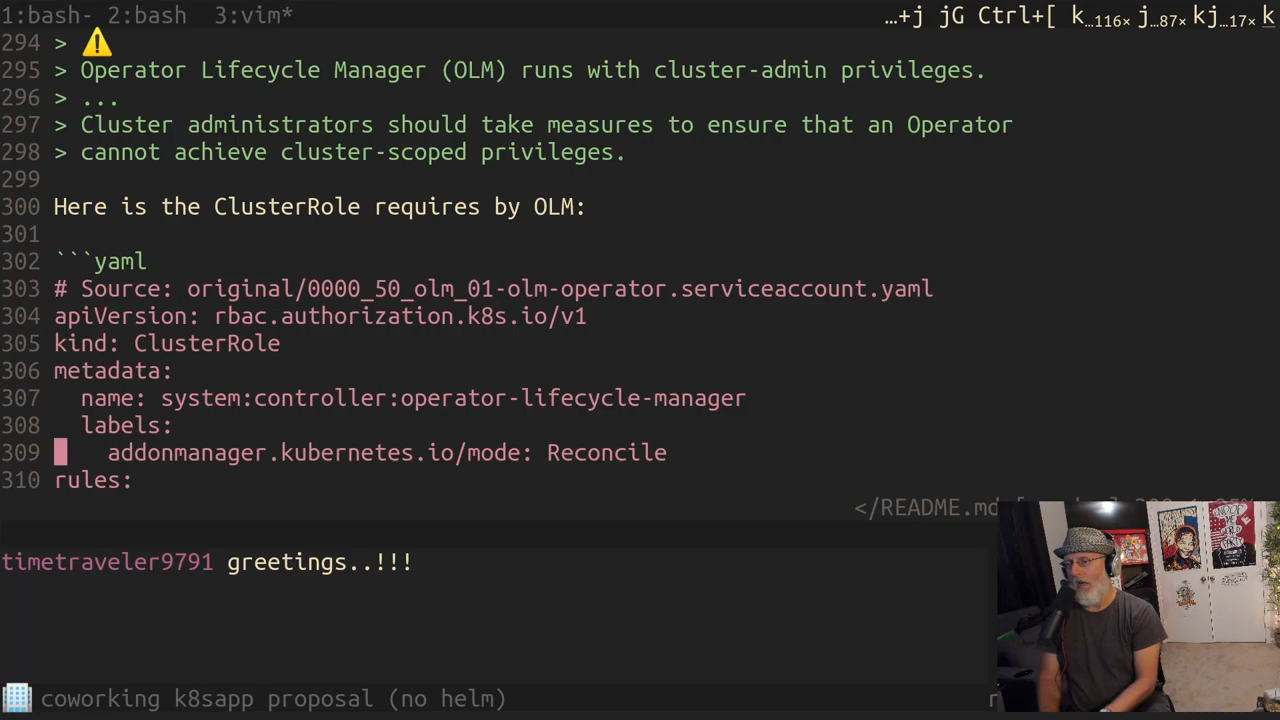 1:bash- 2:bash  3:vim*
…+j jG Ctrl+[ k…116× j…87× kj…17× k
294 > ⚠️
295 > Operator Lifecycle Manager (OLM) runs with cluster-admin privileges.
296 > ...
297 > Cluster administrators should take measures to ensure that an Operator
298 > cannot achieve cluster-scoped privileges.
299
300 Here is the ClusterRole requires by OLM:
301
302 ```yaml
303 # Source: original/0000_50_olm_01-olm-operator.serviceaccount.yaml
304 apiVersion: rbac.authorization.k8s.io/v1
305 kind: ClusterRole
306 metadata:
307   name: system:controller:operator-lifecycle-manager
308   labels:
309     addonmanager.kubernetes.io/mode: Reconcile
310 rules:
</README.md
timetraveler9791 greetings..!!!
coworking k8sapp proposal (no helm)